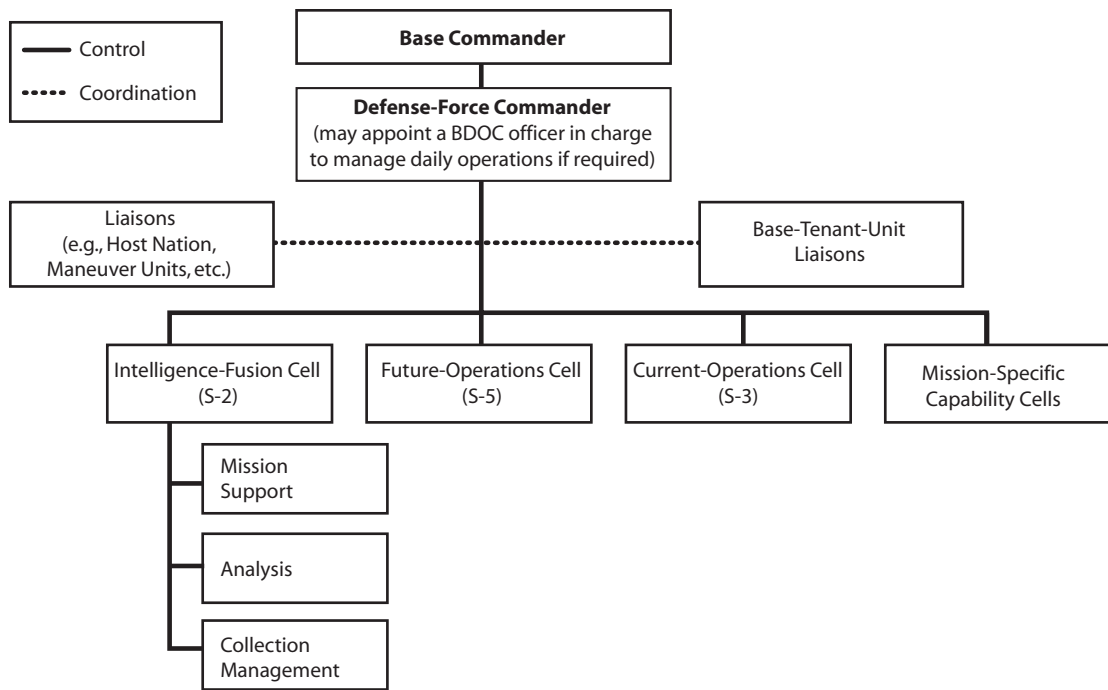 Control
Coordination
Base Commander
Defense-Force Commander
(may appoint a BDOC officer in charge
to manage daily operations if required)
Liaisons
(e.g., Host Nation,
Maneuver Units, etc.)
Base-Tenant-Unit
Liaisons
Intelligence-Fusion Cell
(S-2)
Future-Operations Cell
(S-5)
Current-Operations Cell
(S-3)
Mission-Specific
Capability Cells
Mission
Support
Analysis
Collection
Management